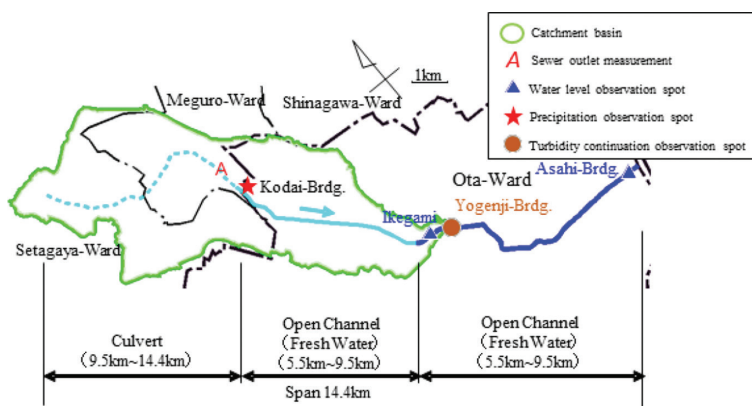 Catchment basin
A Sewer outlet measurement
Water level observation spot
Precipitation observation spot
Turbidity continuation observation spot
1km
Meguro-Ward
Shinagawa-Ward
A
Kodai-Brdg.
Ota-Ward
Asahi-Brdg.
Ikegami
Yogenji-Brdg.
Setagaya-Ward
Culvert
(9.5km~14.4km)
Open Channel
(Fresh Water)
(5.5km~9.5km)
Open Channel
(Fresh Water)
(5.5km~9.5km)
Span 14.4km